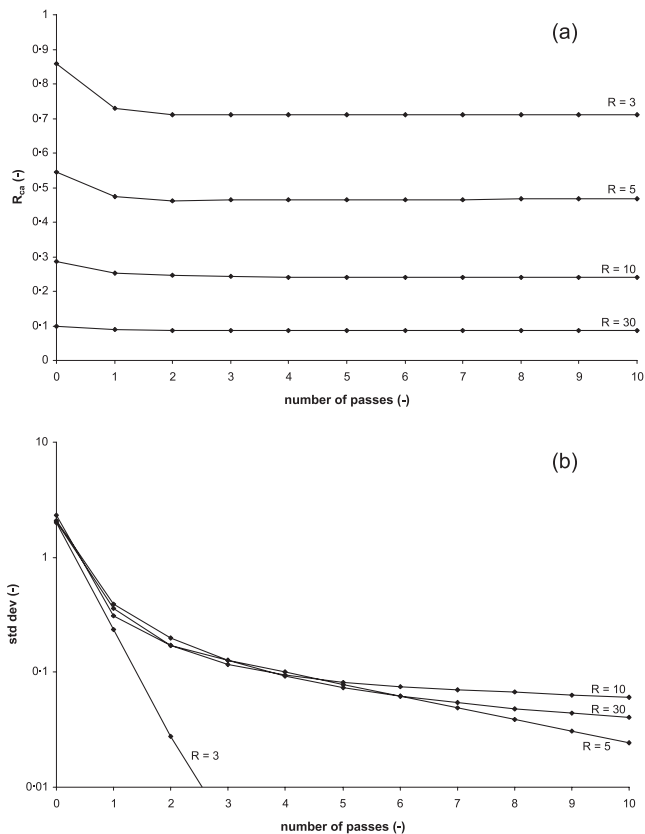 (a)
1
0·9
0·8
0·7
0·6
0·5
0·4
0·3
0·2
0·1
0
R_ca (-)
R = 3
R = 5
R = 10
R = 30
0 1 2 3 4 5 6 7 8 9 10
number of passes (-)
(b)
10
1
0·1
0·01
std dev (-)
R = 10
R = 30
R = 5
R = 3
0 1 2 3 4 5 6 7 8 9 10
number of passes (-)